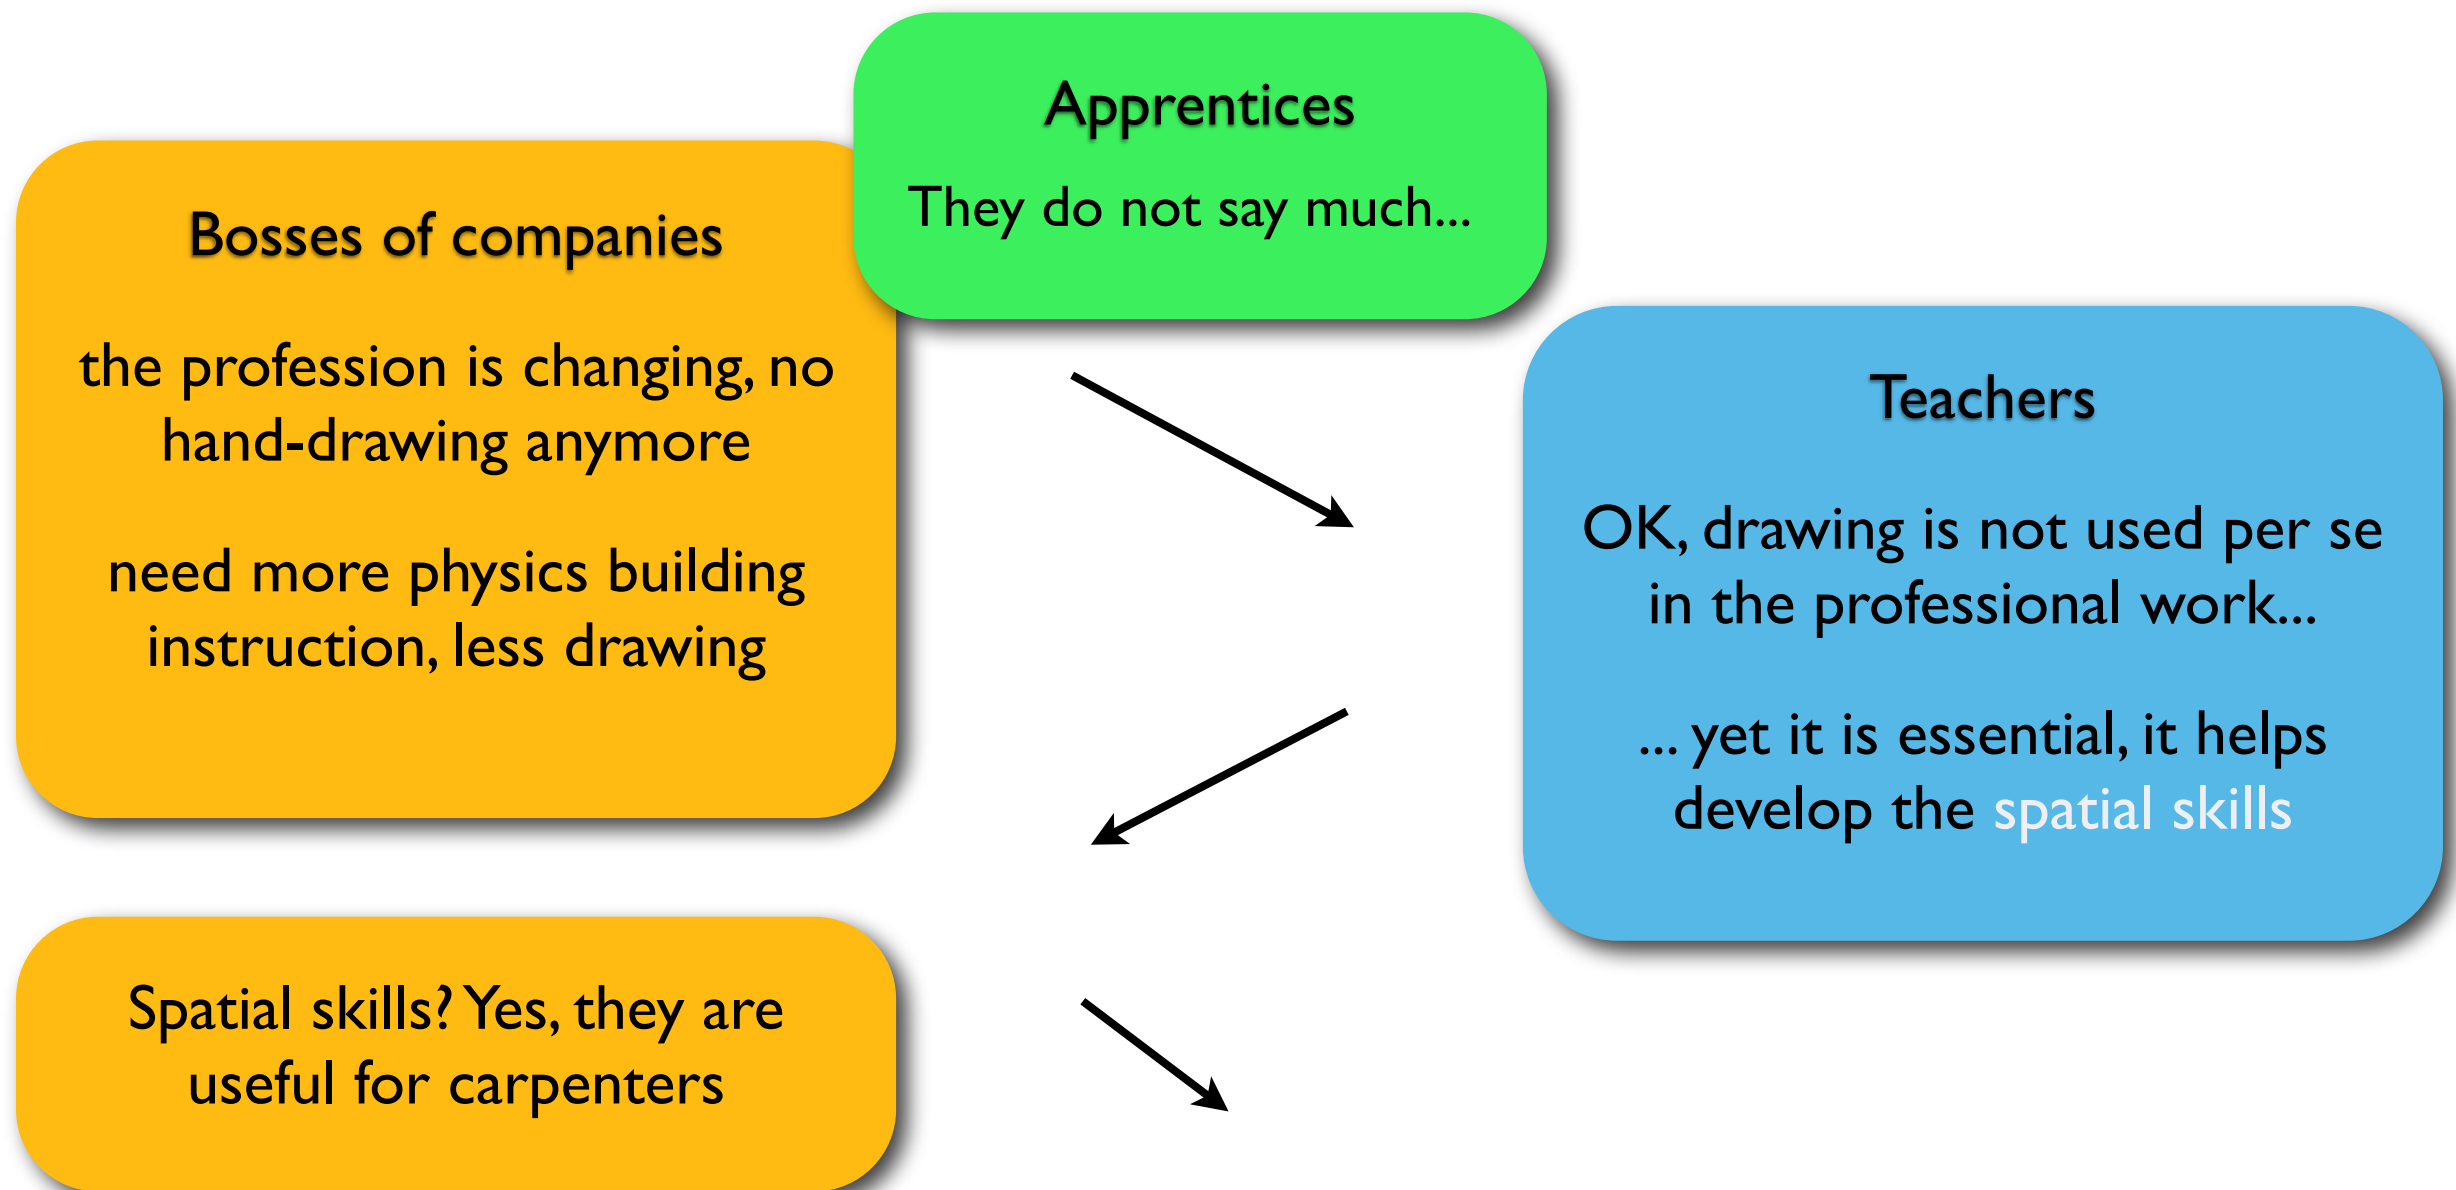 Apprentices
They do not say much...
Bosses of companies
the profession is changing, no
hand-drawing anymore
need more physics building
instruction, less drawing
Teachers
OK, drawing is not used per se
in the professional work...
... yet it is essential, it helps
develop the spatial skills
Spatial skills? Yes, they are
useful for carpenters